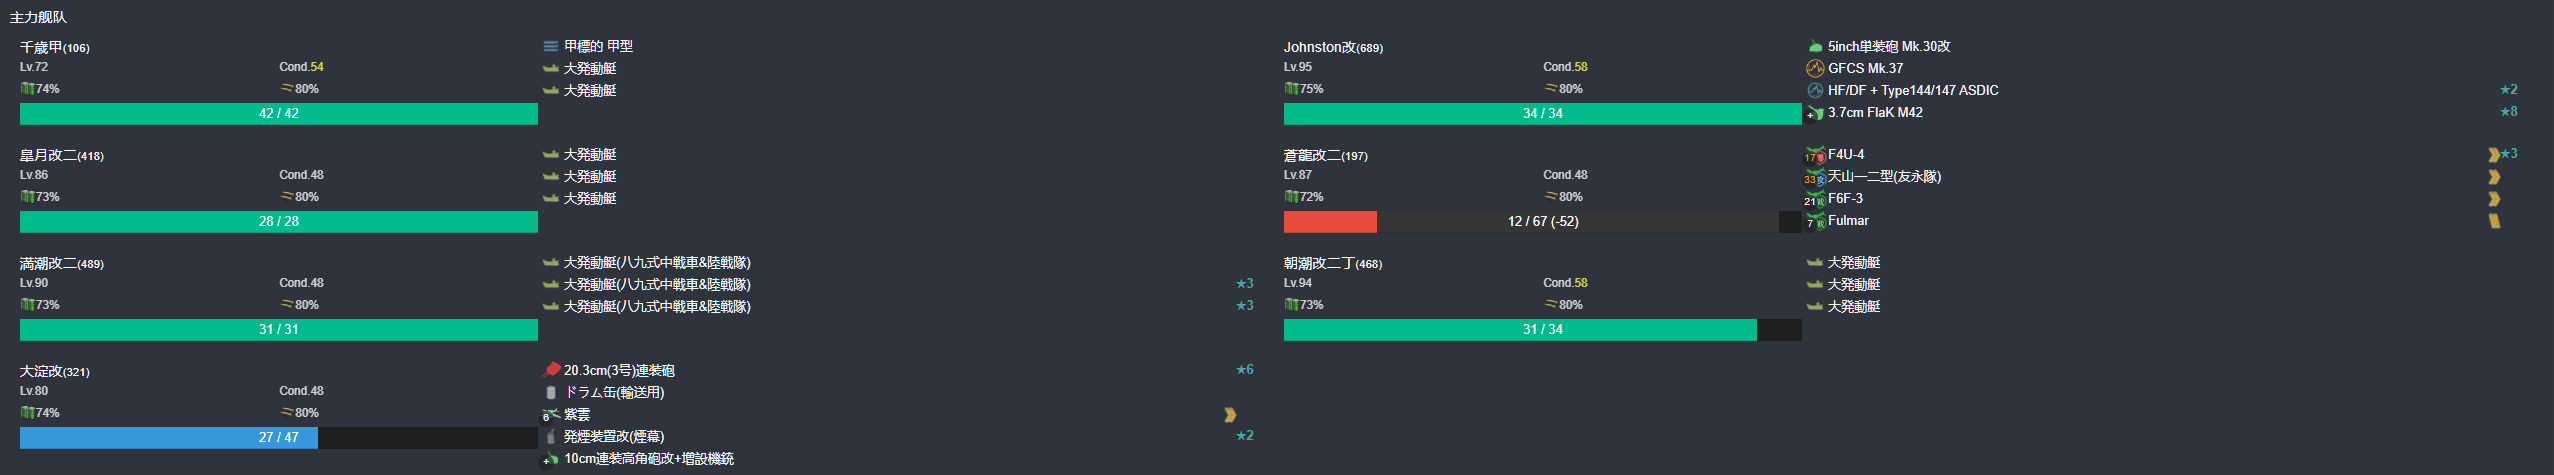 主力舰队
千歳甲(106)
Lv.72 Cond.54
74% 80%
42 / 42
甲標的 甲型
大発動艇
大発動艇
Johnston改(689)
Lv.95 Cond.58
75% 80%
34 / 34
5inch単装砲 Mk.30改
GFCS Mk.37
HF/DF + Type144/147 ASDIC ★2
3.7cm FlaK M42 ★8
皐月改二(418)
Lv.86 Cond.48
73% 80%
28 / 28
大発動艇
大発動艇
大発動艇
蒼龍改二(197)
Lv.87 Cond.48
72% 80%
12 / 67 (-52)
17 F4U-4 ★3
33 天山一二型(友永隊)
21 F6F-3
7 Fulmar
満潮改二(489)
Lv.90 Cond.48
73% 80%
31 / 31
大発動艇(八九式中戦車&陸戦隊)
大発動艇(八九式中戦車&陸戦隊) ★3
大発動艇(八九式中戦車&陸戦隊) ★3
朝潮改二丁(468)
Lv.94 Cond.58
73% 80%
31 / 34
大発動艇
大発動艇
大発動艇
大淀改(321)
Lv.80 Cond.48
74% 80%
27 / 47
20.3cm(3号)連装砲 ★6
ドラム缶(輸送用)
6 紫雲
発煙装置改(煙幕) ★2
10cm連装高角砲改+増設機銃